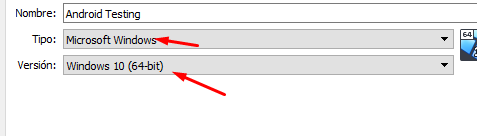 Nombre: Android Testing
Tipo: Microsoft Windows
64
Versión: Windows 10 (64-bit)